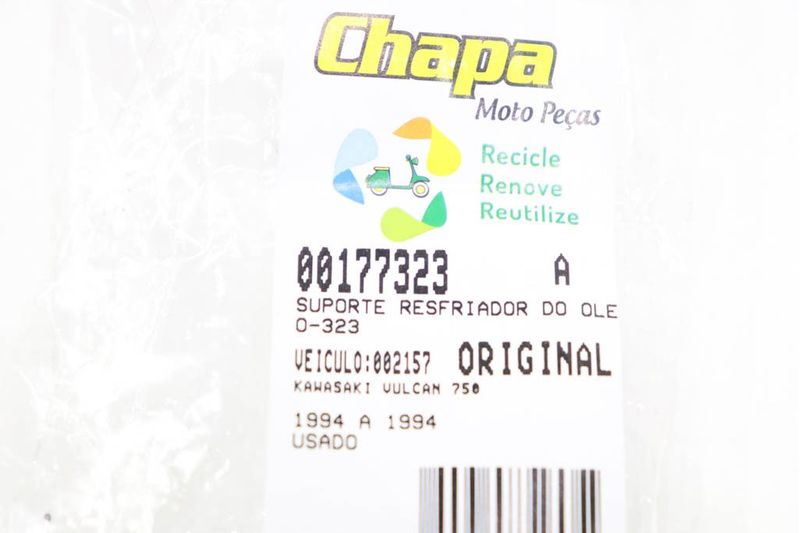 Chapa
Moto Peças
Recicle
Renove
Reutilize
00177323 A
SUPORTE RESFRIADOR DO OLE
O-323
VEICULO:002157 ORIGINAL
KAWASAKI VULCAN 750
1994 A 1994
USADO